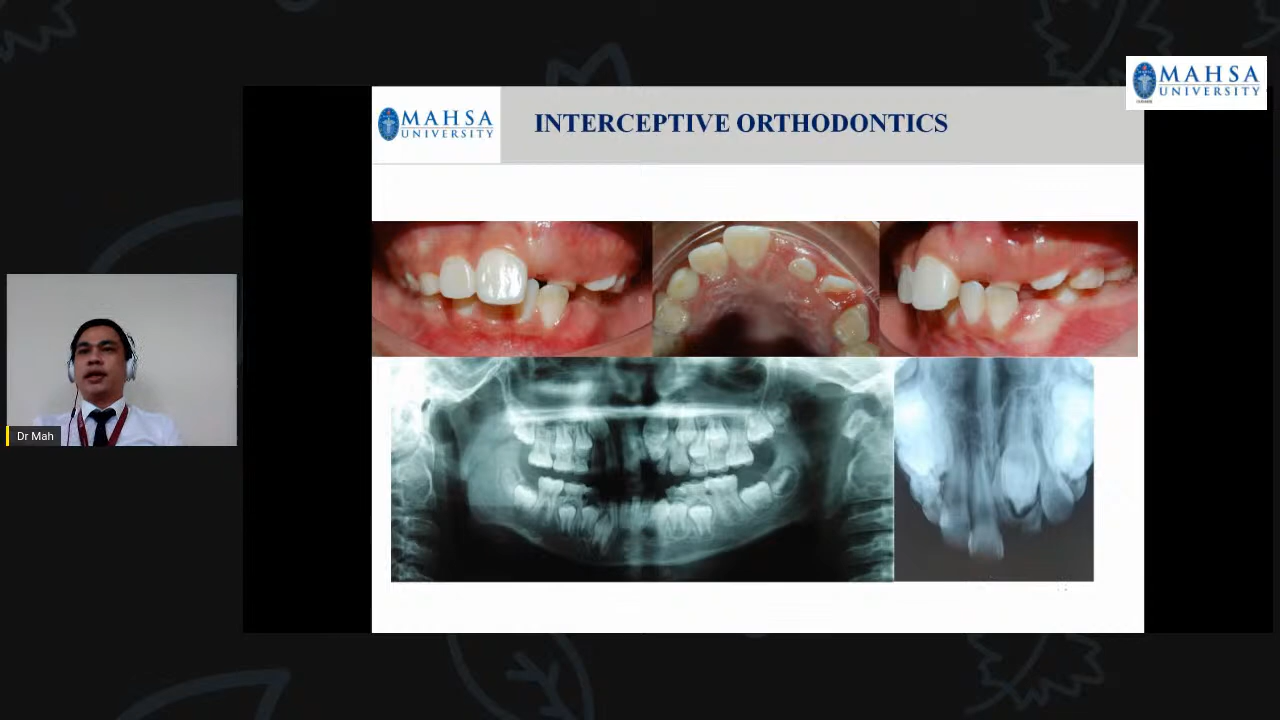 MAHSA
UNIVERSITY
MAHSA
UNIVERSITY
INTERCEPTIVE ORTHODONTICS
Dr Mah